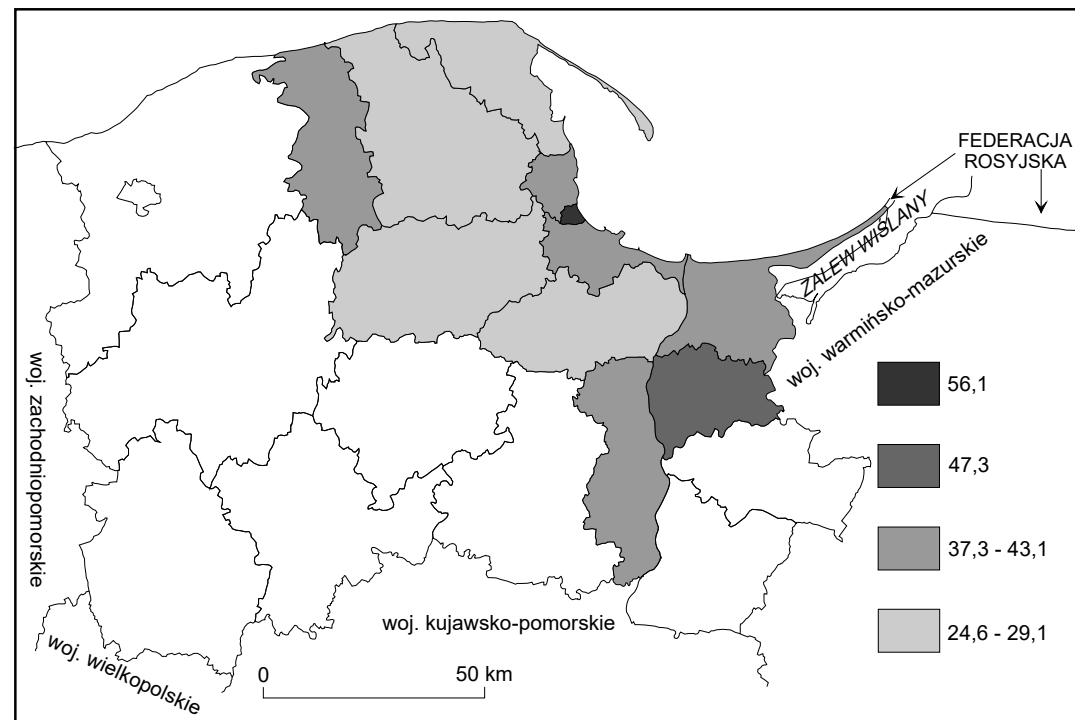 FEDERACJA
ROSYJSKA
ZALEW WIŚLANY
woj. warmińsko-mazurskie
woj. zachodniopomorskie
56,1
47,3
37,3 - 43,1
24,6 - 29,1
woj. kujawsko-pomorskie
woj. wielkopolskie
0
50 km